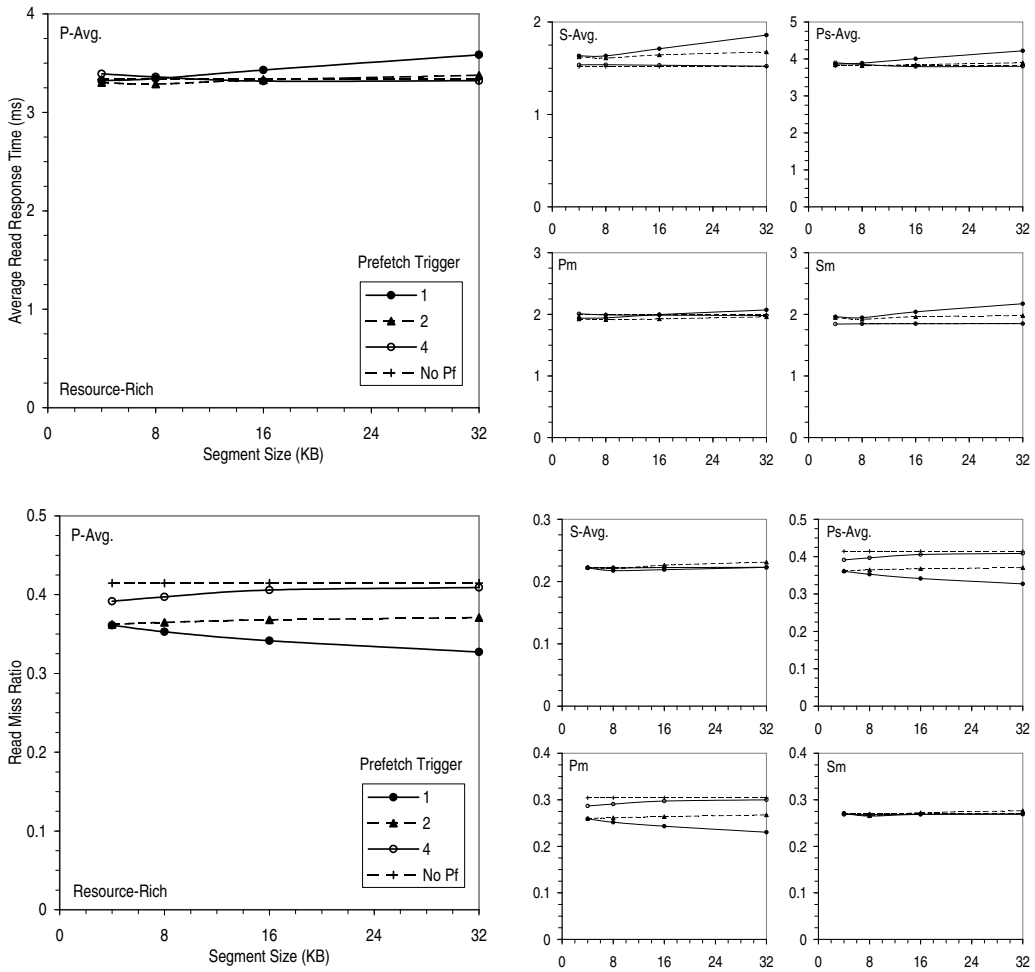 4
3
2
1
0
0
8
16
24
32
P-Avg.
Average Read Response Time (ms)
Prefetch Trigger
1
2
4
No Pf
Resource-Rich
Segment Size (KB)
S-Avg.
2
1
0
0 8 16 24 32
Ps-Avg.
5
4
3
2
1
0
0 8 16 24 32
Pm
3
2
1
0
0 8 16 24 32
Sm
3
2
1
0
0 8 16 24 32
0.5
0.4
0.3
0.2
0.1
0
0 8 16 24 32
P-Avg.
Read Miss Ratio
Prefetch Trigger
1
2
4
No Pf
Resource-Rich
Segment Size (KB)
S-Avg.
0.3
0.2
0.1
0
0 8 16 24 32
Ps-Avg.
0.5
0.4
0.3
0.2
0.1
0
0 8 16 24 32
Pm
0.4
0.3
0.2
0.1
0
0 8 16 24 32
Sm
0.4
0.3
0.2
0.1
0
0 8 16 24 32